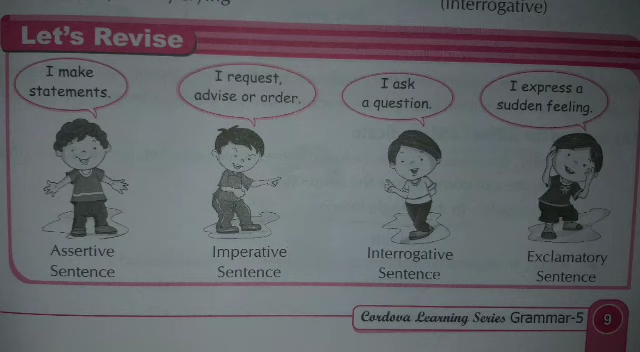 (Interrogative)
Let's Revise
I make
statements.
I request,
advise or order.
I ask
a question.
I express a
sudden feeling.
Assertive
Sentence
Imperative
Sentence
Interrogative
Sentence
Exclamatory
Sentence
Cordova Learning Series Grammar-5
9